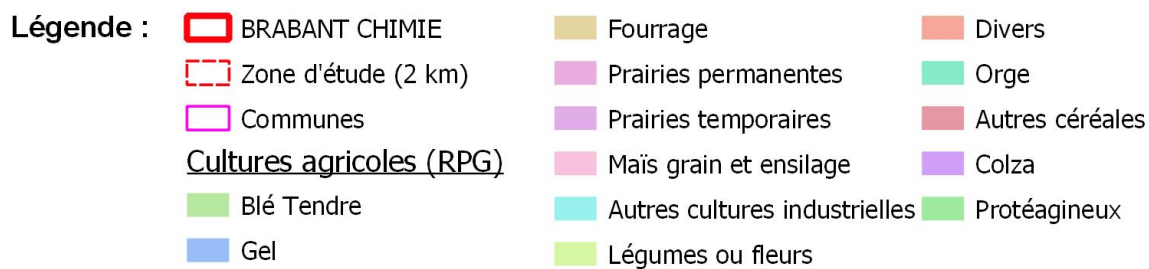 Légende :
BRABANT CHIMIE
Zone d'étude (2 km)
Communes
Cultures agricoles (RPG)
Blé Tendre
Gel
Fourrage
Prairies permanentes
Prairies temporaires
Maïs grain et ensilage
Autres cultures industrielles
Légumes ou fleurs
Divers
Orge
Autres céréales
Colza
Protéagineux